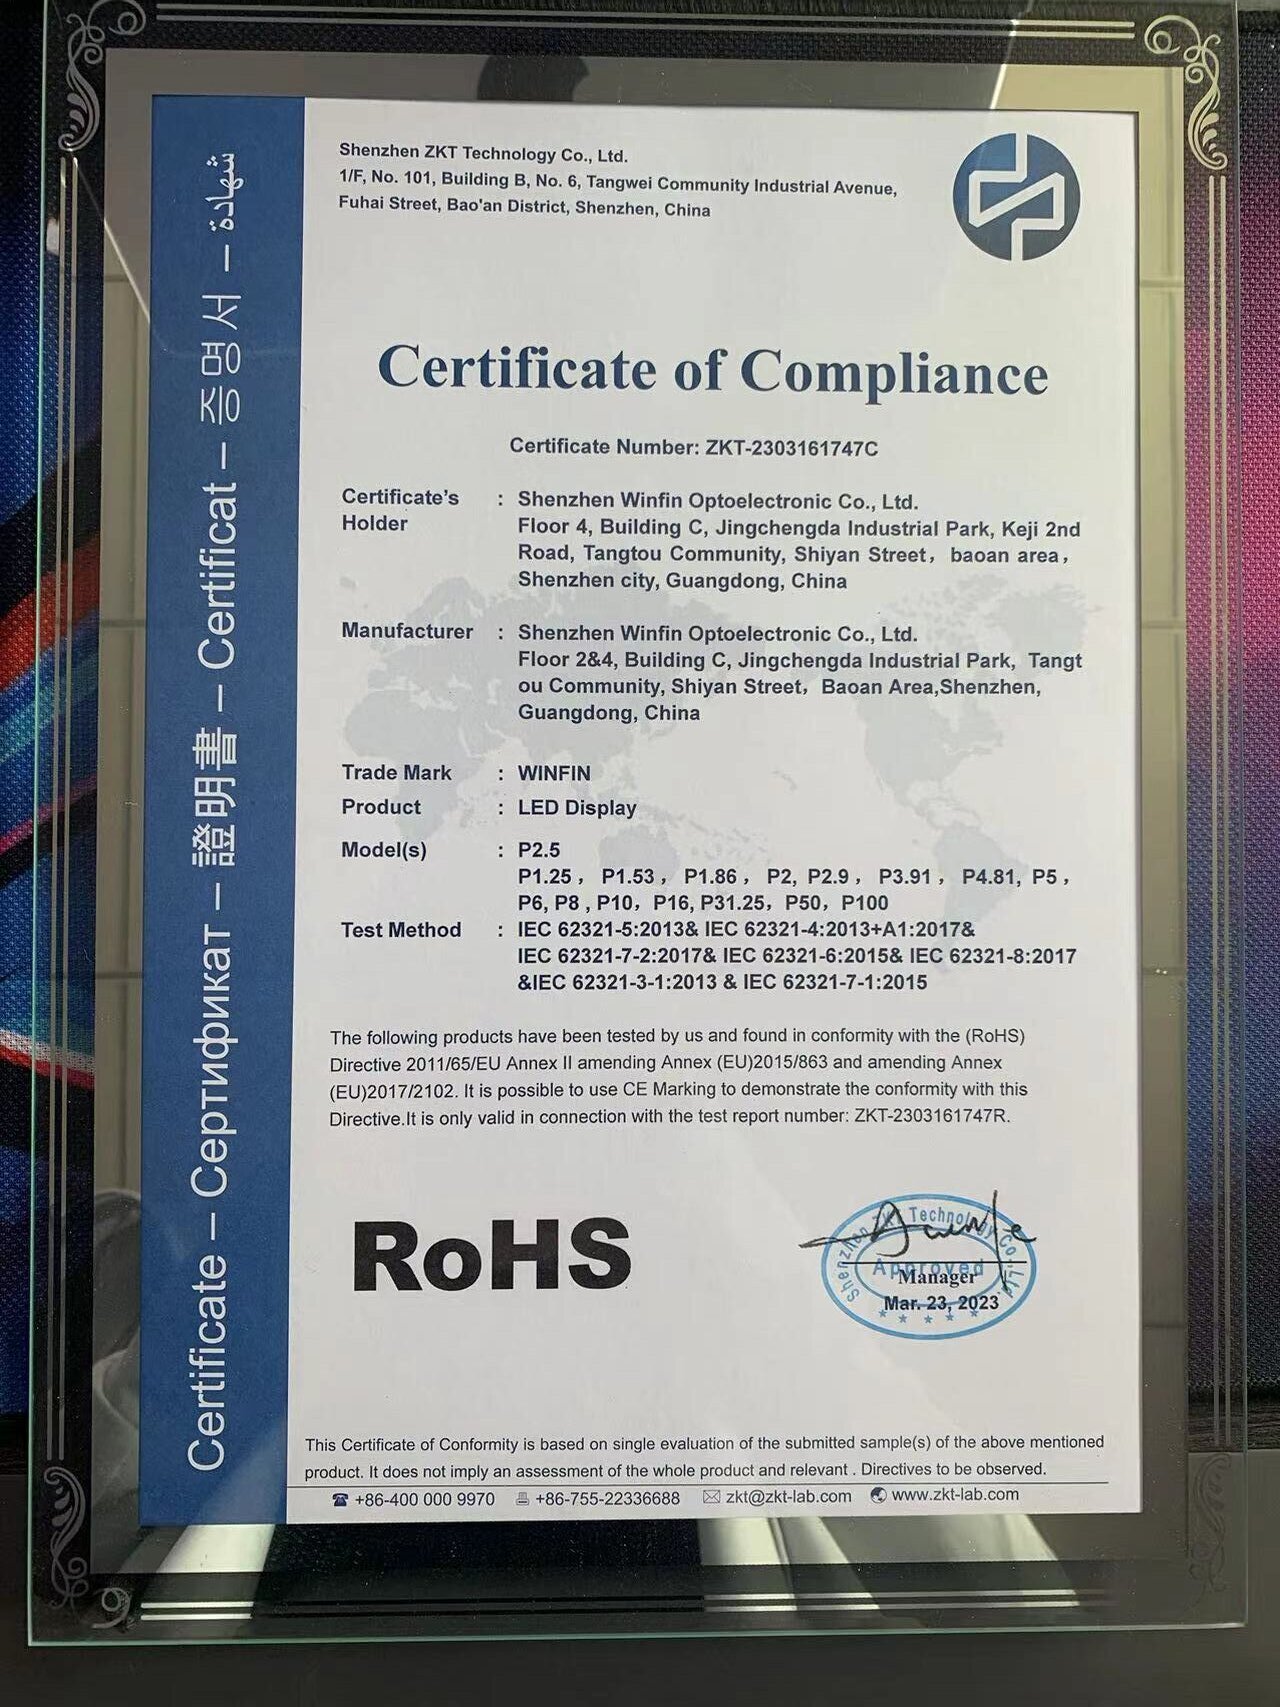 Shenzhen ZKT Technology Co., Ltd.
1/F, No. 101, Building B, No. 6, Tangwei Community Industrial Avenue,
Fuhai Street, Bao'an District, Shenzhen, China
Certificate of Compliance
Certificate Number: ZKT-2303161747C
Certificate's Holder : Shenzhen Winfin Optoelectronic Co., Ltd.
Floor 4, Building C, Jingchengda Industrial Park, Keji 2nd
Road, Tangtou Community, Shiyan Street，baoan area，
Shenzhen city, Guangdong, China
Manufacturer : Shenzhen Winfin Optoelectronic Co., Ltd.
Floor 2&4, Building C, Jingchengda Industrial Park, Tangt
ou Community, Shiyan Street，Baoan Area,Shenzhen,
Guangdong, China
Trade Mark : WINFIN
Product : LED Display
Model(s) : P2.5
P1.25， P1.53， P1.86， P2, P2.9， P3.91， P4.81, P5，
P6, P8 , P10， P16, P31.25， P50， P100
Test Method : IEC 62321-5:2013& IEC 62321-4:2013+A1:2017&
IEC 62321-7-2:2017& IEC 62321-6:2015& IEC 62321-8:2017
&IEC 62321-3-1:2013 & IEC 62321-7-1:2015
The following products have been tested by us and found in conformity with the (RoHS)
Directive 2011/65/EU Annex II amending Annex (EU)2015/863 and amending Annex
(EU)2017/2102. It is possible to use CE Marking to demonstrate the conformity with this
Directive.It is only valid in connection with the test report number: ZKT-2303161747R.
RoHS
Shenzhen ZKT Technology Co.,Ltd
Approved
Manager
Mar. 23, 2023
This Certificate of Conformity is based on single evaluation of the submitted sample(s) of the above mentioned
product. It does not imply an assessment of the whole product and relevant . Directives to be observed.
+86-400 000 9970 +86-755-22336688 zkt@zkt-lab.com www.zkt-lab.com
Certificate – Сертификат – 證明書 – Certificat – 증명서 – شهادة